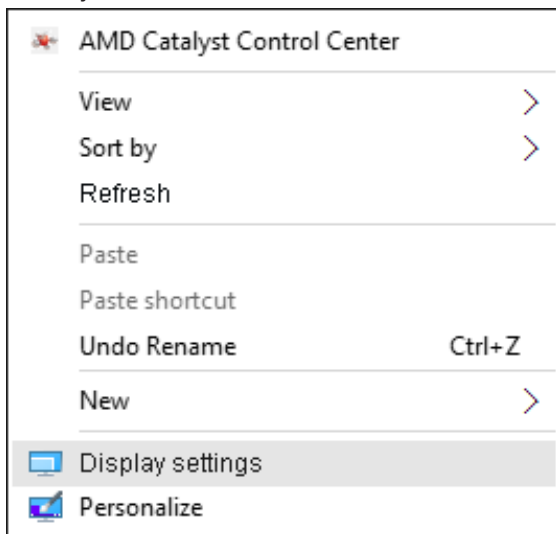 AMD Catalyst Control Center
View
Sort by
Refresh
Paste
Paste shortcut
Undo Rename Ctrl+Z
New
Display settings
Personalize